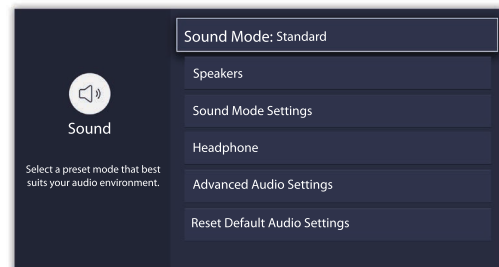 Sound
Select a preset mode that best
suits your audio environment.
Sound Mode: Standard
Speakers
Sound Mode Settings
Headphone
Advanced Audio Settings
Reset Default Audio Settings